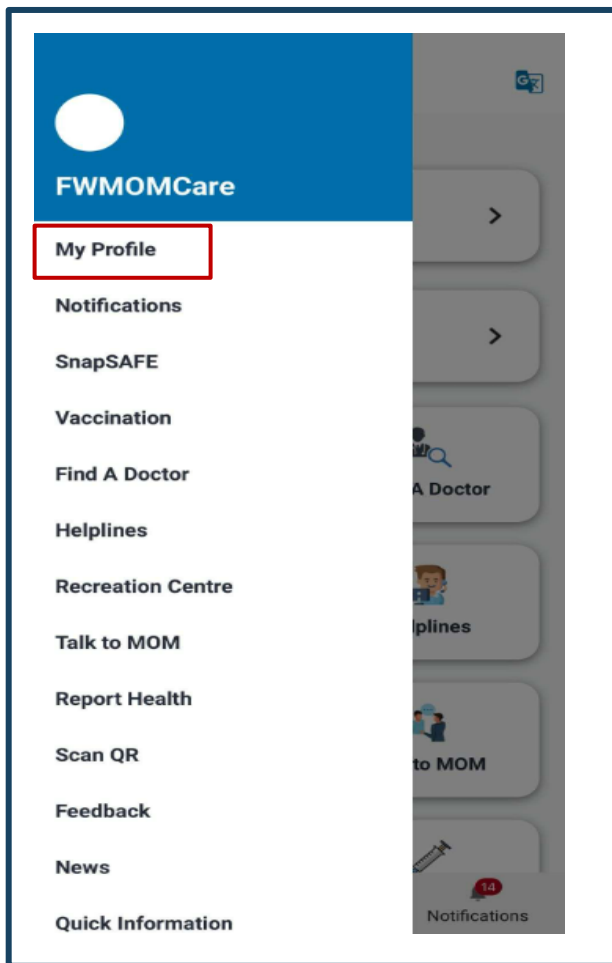 FWMOMCare
My Profile
Notifications
SnapSAFE
Vaccination
Find A Doctor
A Doctor
Helplines
Recreation Centre
lplines
Talk to MOM
Report Health
Scan QR
to MOM
Feedback
News
14
Quick Information
Notifications